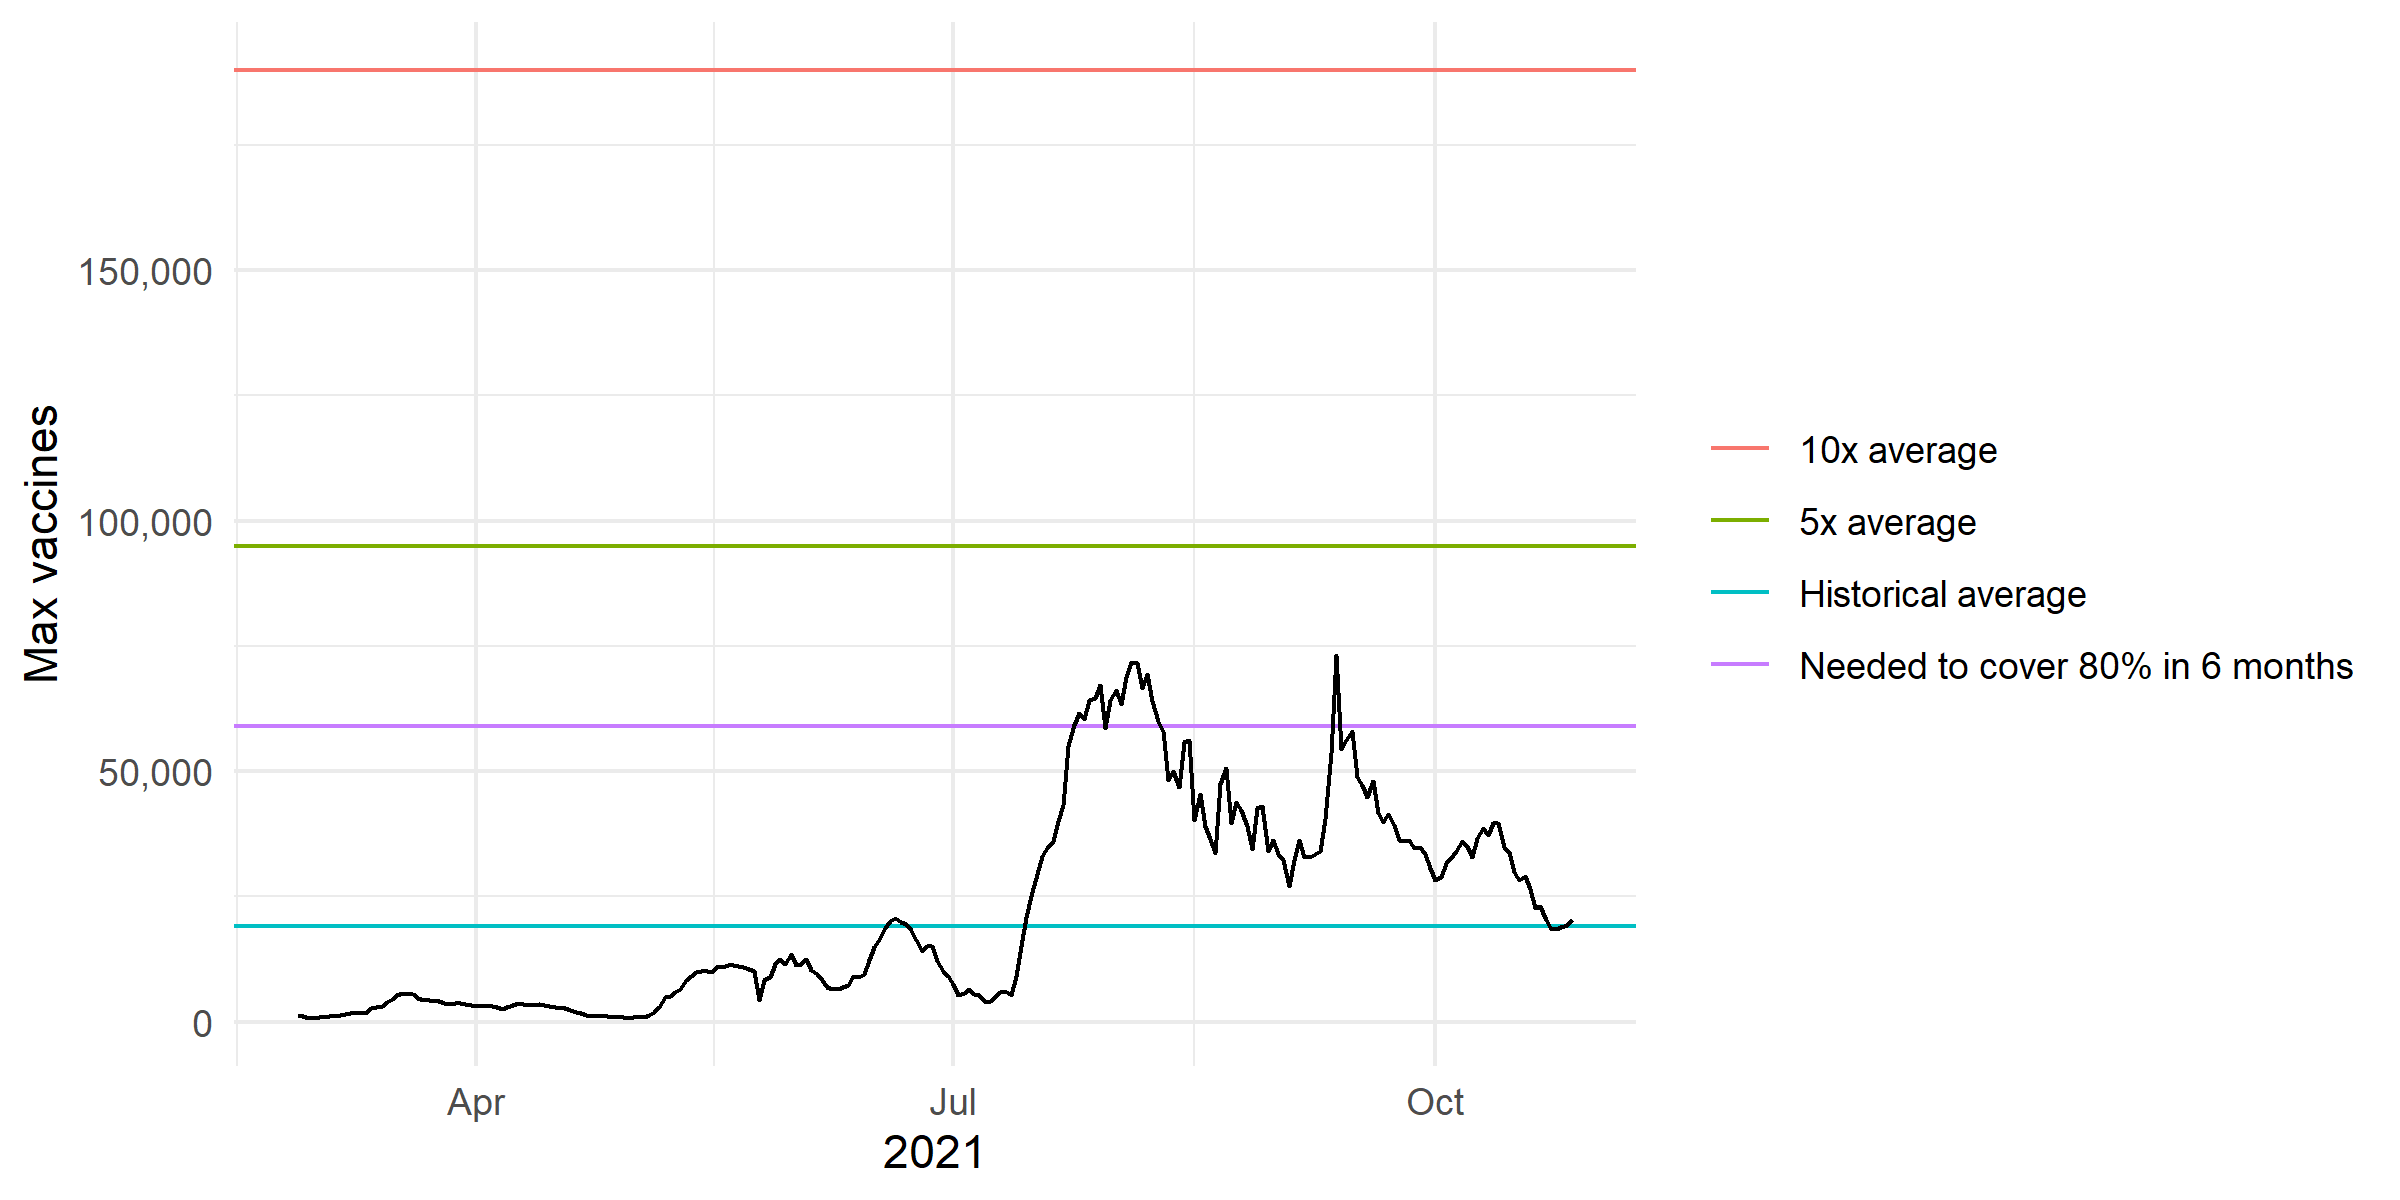 Max vaccines
150,000
100,000
50,000
0
Apr
Jul
Oct
2021
10x average
5x average
Historical average
Needed to cover 80% in 6 months